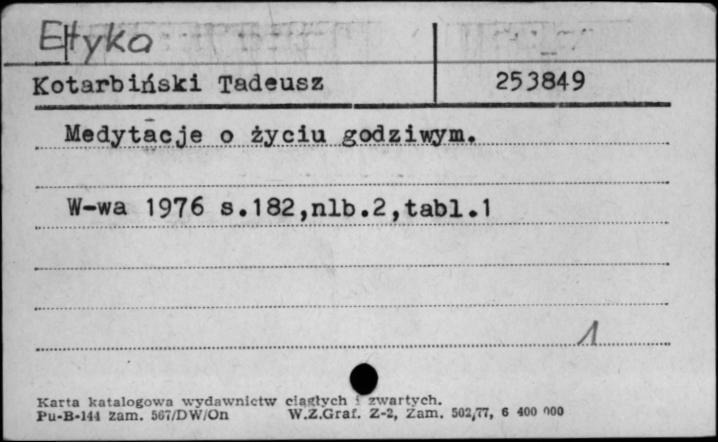 Etyka
Kotarbiński Tadeusz 253849
Medytacje o życiu godziwym.
W-wa 1976 s.182,nlb.2,tabl.1
1
Karta katalogowa wydawnictw ciągłych i zwartych.
Pu-B-144 zam. 567/DW/On W.Z.Graf. Z-2, Zam. 502/77, 6 400 000